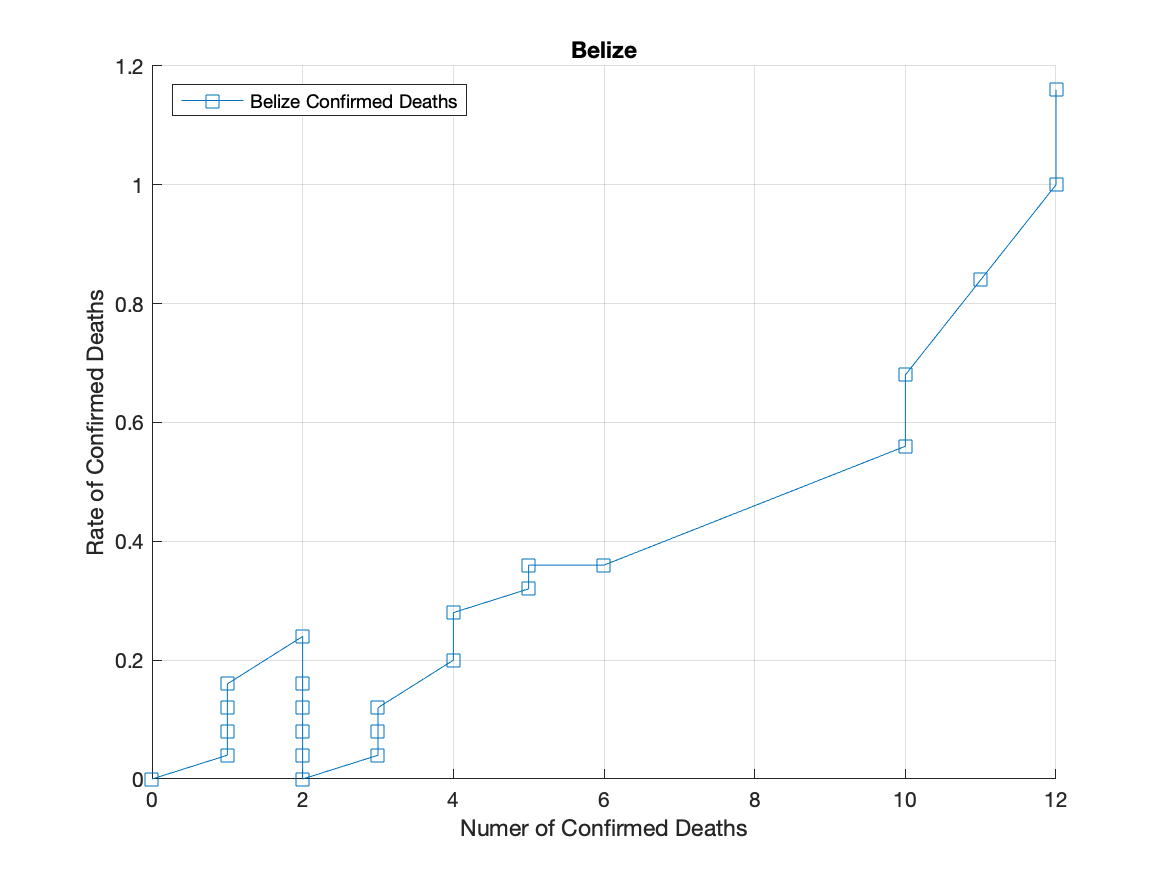 Belize
Belize Confirmed Deaths
Rate of Confirmed Deaths
1.2
1
0.8
0.6
0.4
0.2
0
0 2 4 6 8 10 12
Numer of Confirmed Deaths